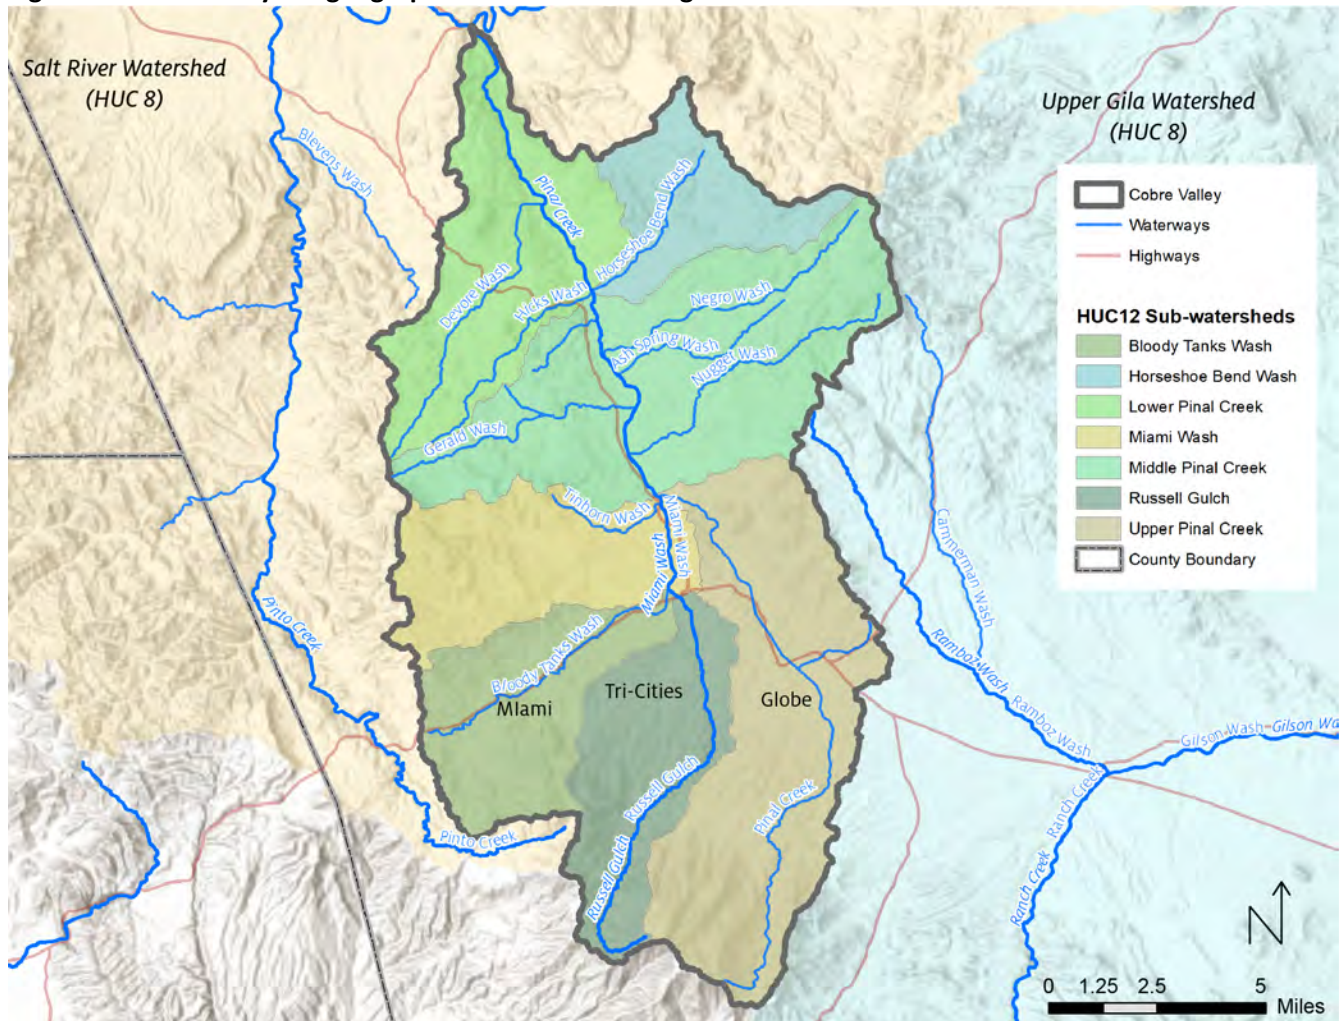 Salt River Watershed
(HUC 8)
Upper Gila Watershed
(HUC 8)
Cobre Valley
Waterways
Highways
HUC12 Sub-watersheds
Bloody Tanks Wash
Horseshoe Bend Wash
Lower Pinal Creek
Miami Wash
Middle Pinal Creek
Russell Gulch
Upper Pinal Creek
County Boundary
Blevens Wash
Pinal Creek
Horseshoe Bend Wash
Devore Wash
Hicks Wash
Negro Wash
Ash Spring Wash
Nugget Wash
Gerald Wash
Tinhorn Wash
Miami Wash
Miami Wash
Cammerman Wash
Pinto Creek
Bloody Tanks Wash
MIami
Tri-Cities
Globe
Ramboz Wash
Ramboz Wash
Gilson Wash
Gilson Wa
Russell Gulch
Russell Gulch
Pinal Creek
Pinto Creek
Ranch Creek
Ranch Creek
N
0 1.25 2.5 5
Miles